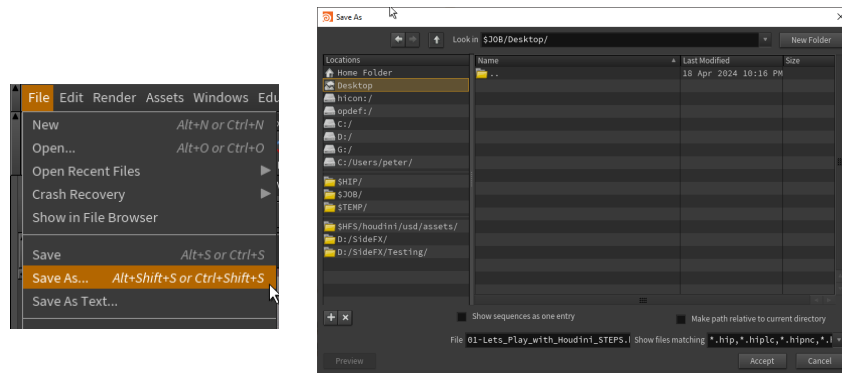 File Edit Render Assets Windows Edu
New Alt+N or Ctrl+N
Open... Alt+O or Ctrl+O
Open Recent Files
Crash Recovery
Show in File Browser
Save Alt+S or Ctrl+S
Save As... Alt+Shift+S or Ctrl+Shift+S
Save As Text...
Save As
Look in $JOB/Desktop/ New Folder
Locations Name Last Modified Size
Home Folder .. 18 Apr 2024 10:16 PM
Desktop
hicon:/
opdef:/
C:/
D:/
G:/
C:/Users/peter/
$HIP/
$JOB/
$TEMP/
$HFS/houdini/usd/assets/
D:/SideFX/
D:/SideFX/Testing/
Show sequences as one entry Make path relative to current directory
File 01-Lets_Play_with_Houdini_STEPS. Show files matching *.hip,*.hiplc,*.hipnc,*.
Preview Accept Cancel